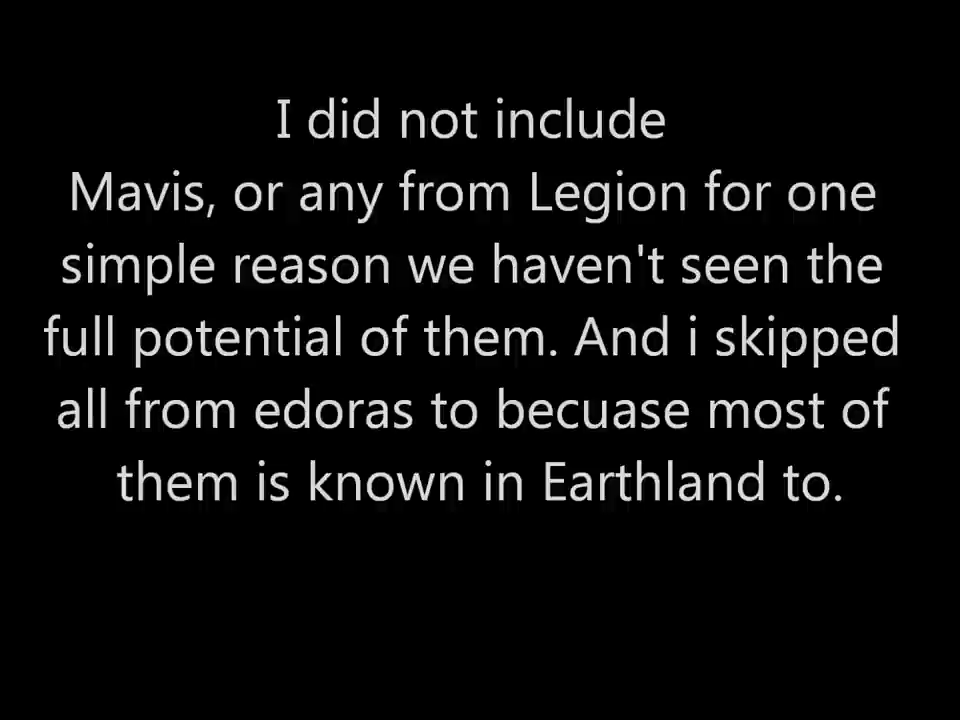 I did not include
Mavis, or any from Legion for one
simple reason we haven't seen the
full potential of them. And i skipped
all from edoras to becuase most of
them is known in Earthland to.